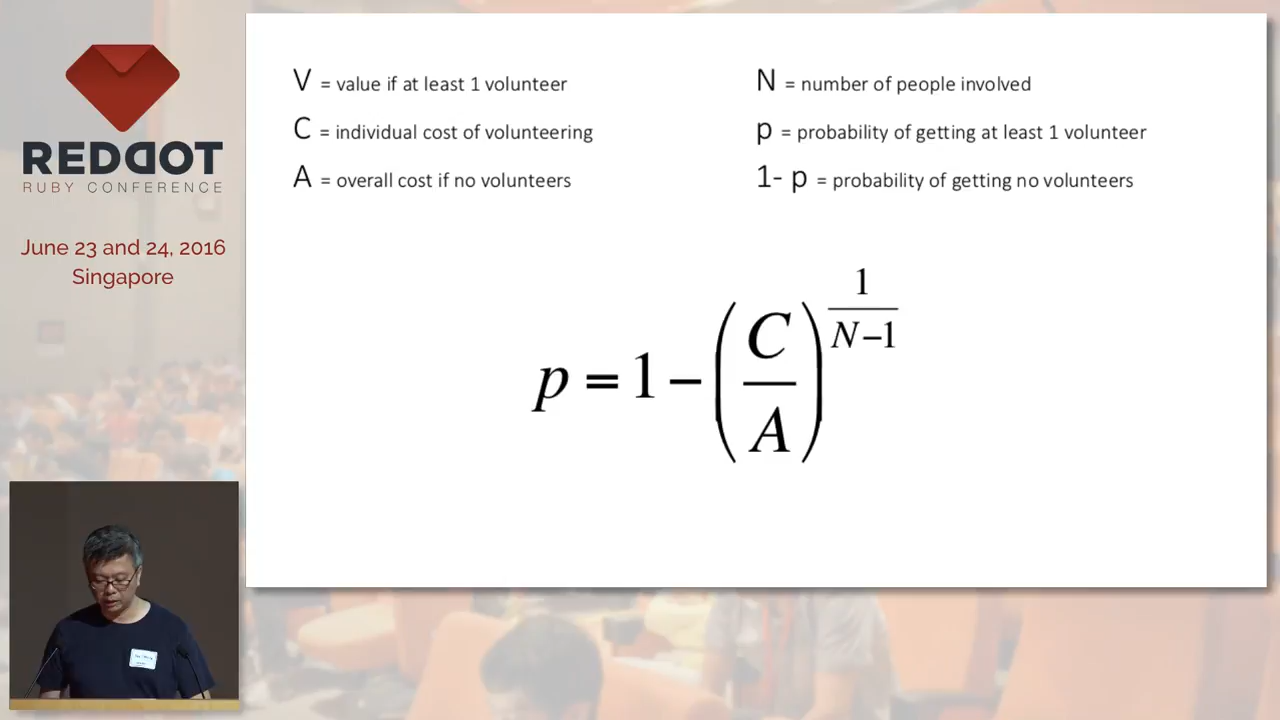 REDDOT
RUBY CONFERENCE
June 23 and 24, 2016
Singapore
V = value if at least 1 volunteer
C = individual cost of volunteering
A = overall cost if no volunteers
N = number of people involved
p = probability of getting at least 1 volunteer
1- p = probability of getting no volunteers
p = 1 − (C/A)^(1/(N−1))